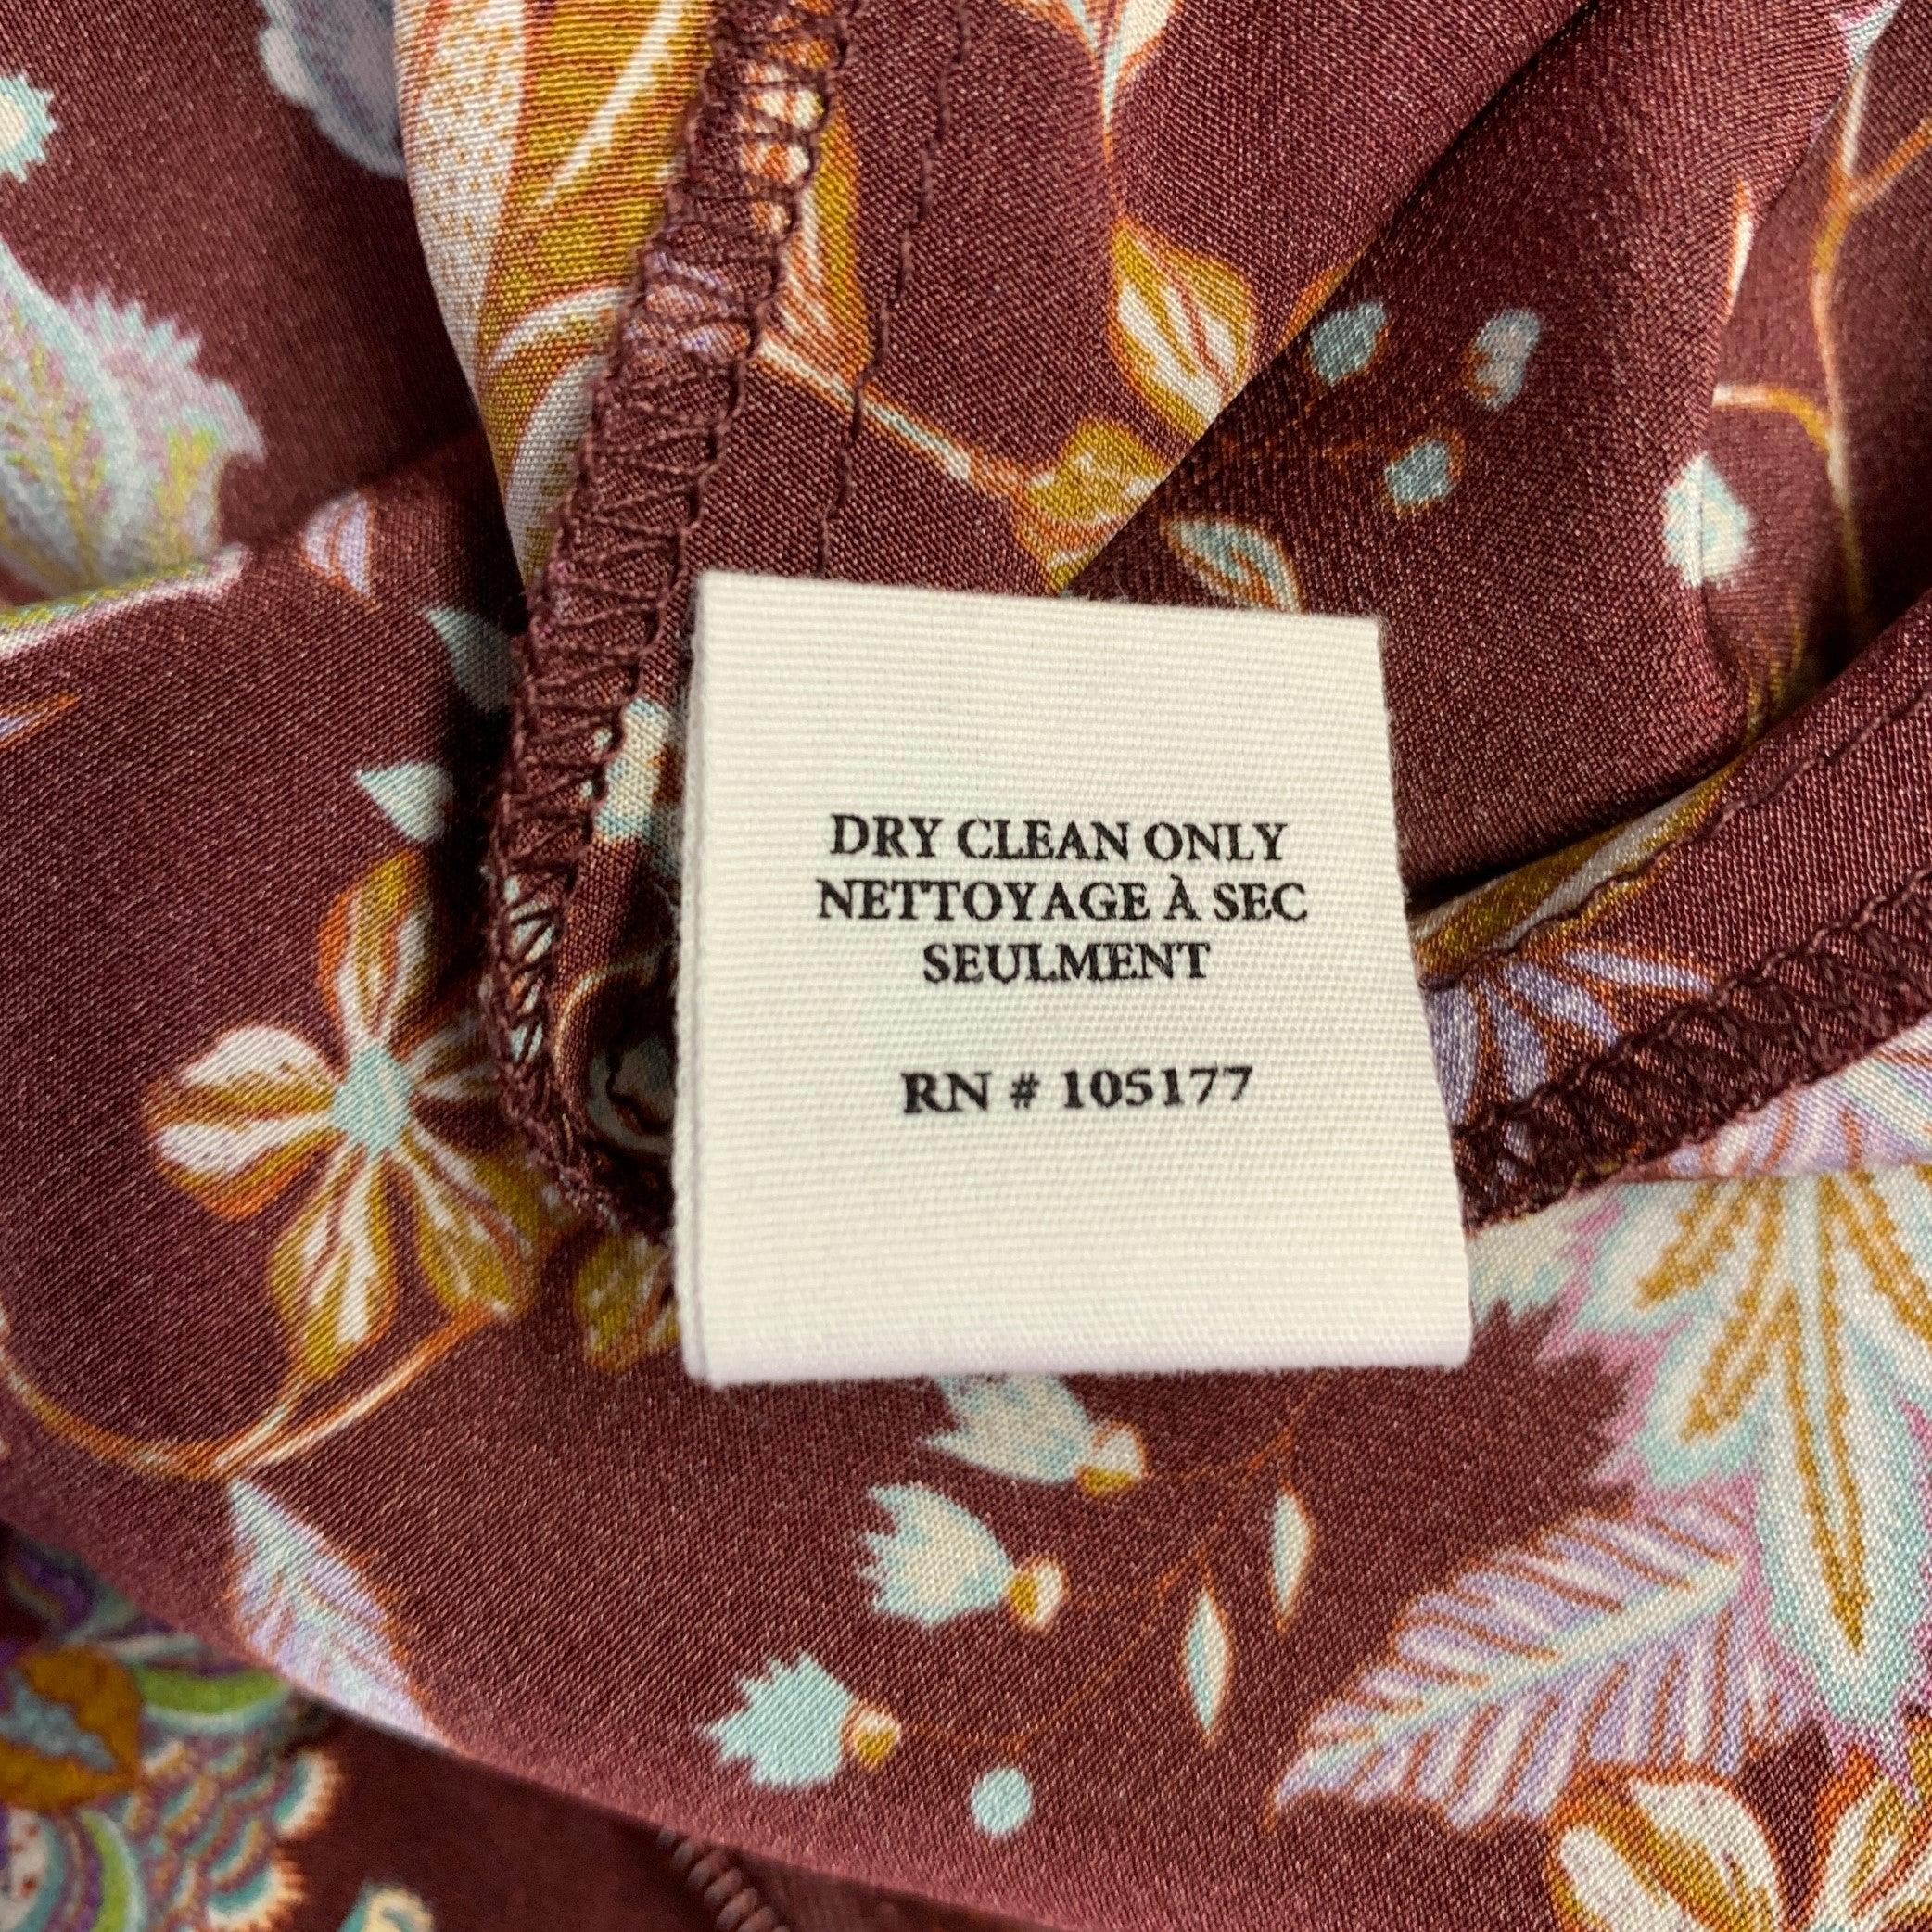 DRY CLEAN ONLY
NETTOYAGE À SEC
SEULMENT
RN # 105177